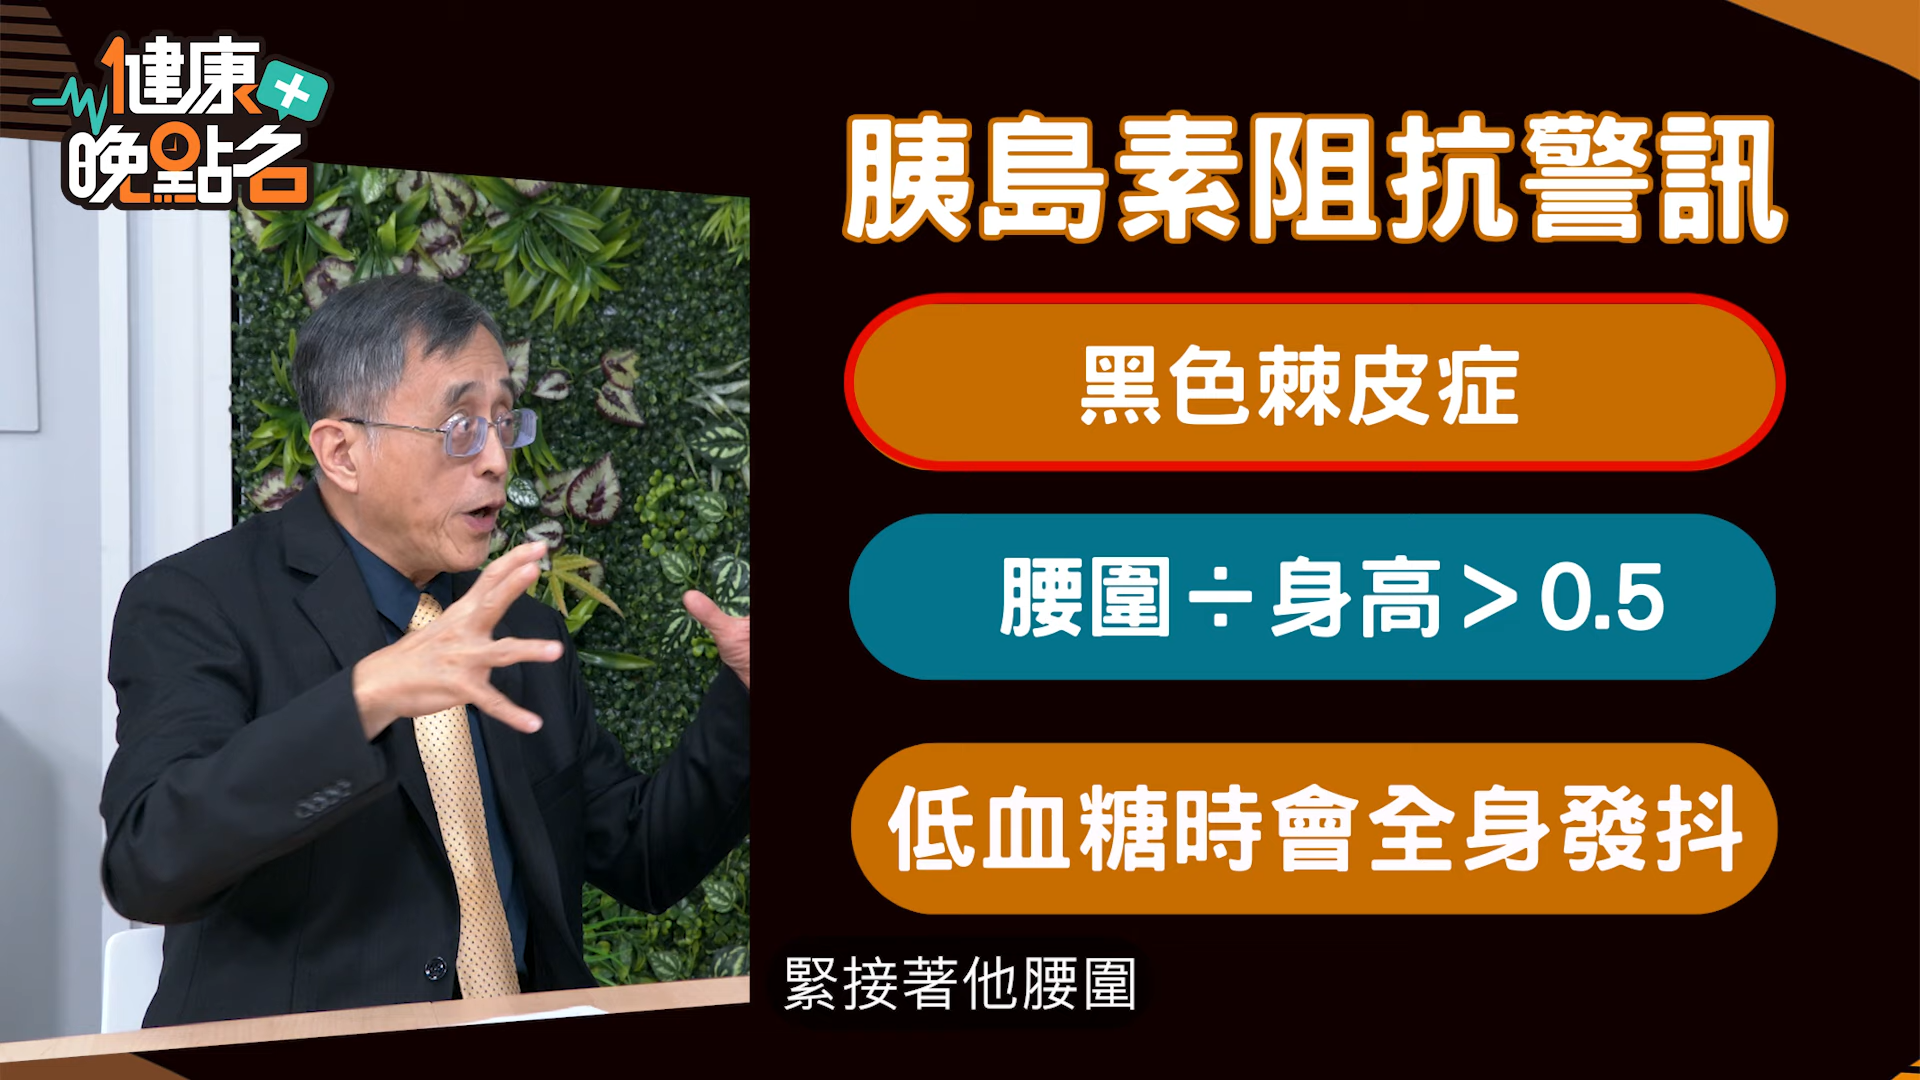 健康
晚點名
胰島素阻抗警訊
黑色棘皮症
腰圍÷身高＞0.5
低血糖時會全身發抖
緊接著他腰圍